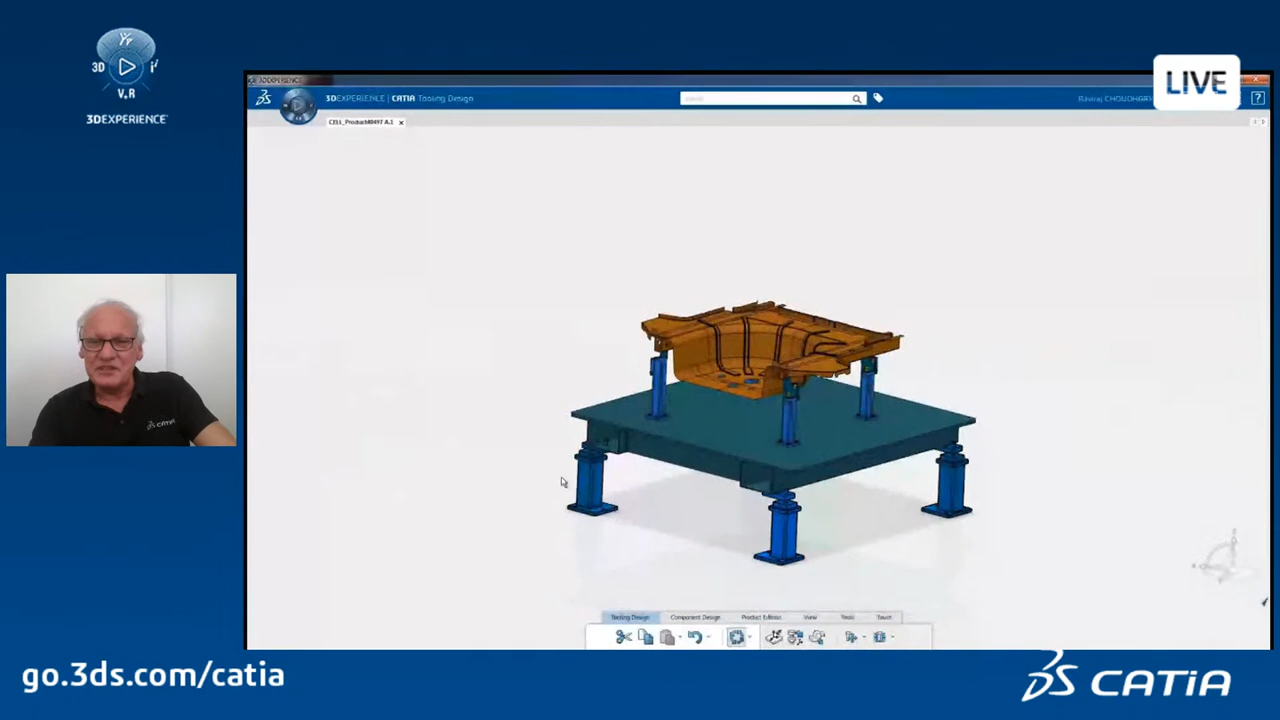 3D
V.R
3DEXPERIENCE
LIVE
3DEXPERIENCE | CATIA Tooling Design
?
Tooling Design
Component Design
Product Edition
View
Tools
Touch
CATIA
go.3ds.com/catia
CATIA